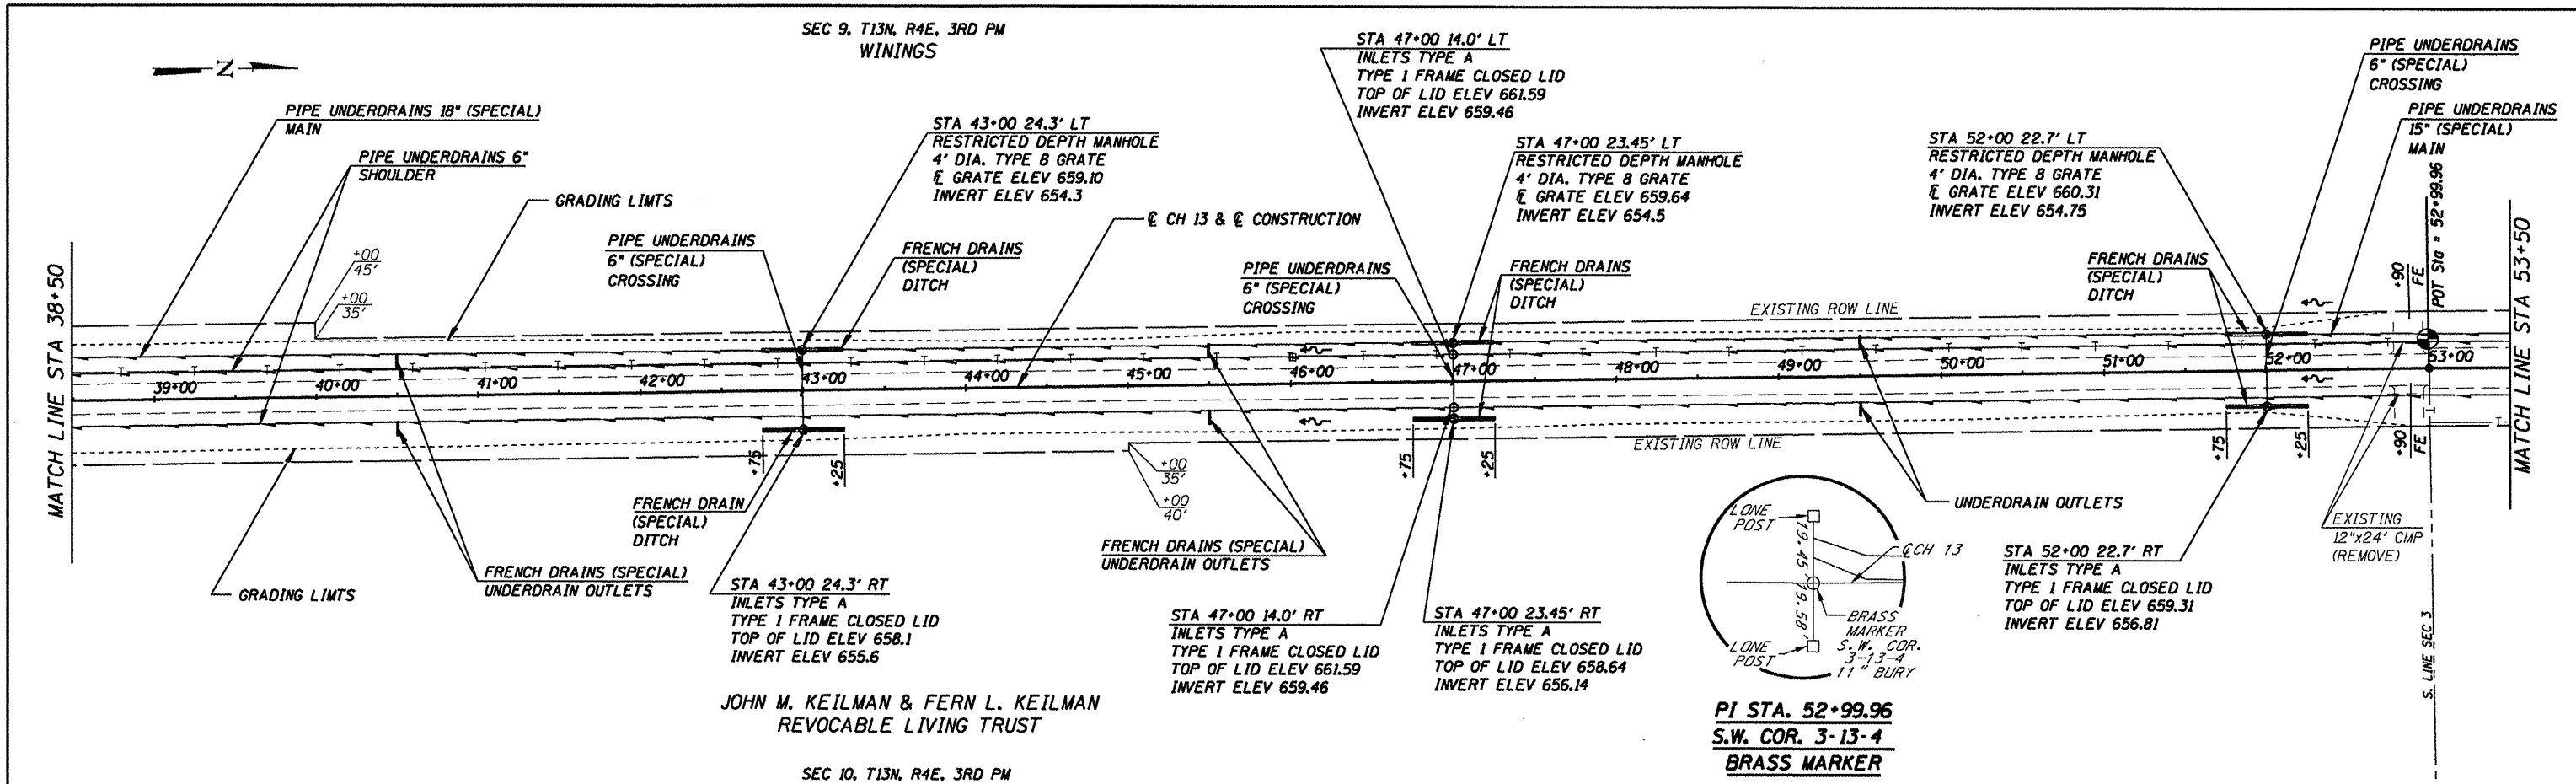 SEC 9, T13N, R4E, 3RD PM
WININGS
N
PIPE UNDERDRAINS 18" (SPECIAL)
MAIN
PIPE UNDERDRAINS 6"
SHOULDER
GRADING LIMTS
STA 43+00 24.3' LT
RESTRICTED DEPTH MANHOLE
4' DIA. TYPE 8 GRATE
℄ GRATE ELEV 659.10
INVERT ELEV 654.3
STA 47+00 14.0' LT
INLETS TYPE A
TYPE 1 FRAME CLOSED LID
TOP OF LID ELEV 661.59
INVERT ELEV 659.46
STA 47+00 23.45' LT
RESTRICTED DEPTH MANHOLE
4' DIA. TYPE 8 GRATE
℄ GRATE ELEV 659.64
INVERT ELEV 654.5
STA 52+00 22.7' LT
RESTRICTED DEPTH MANHOLE
4' DIA. TYPE 8 GRATE
℄ GRATE ELEV 660.31
INVERT ELEV 654.75
PIPE UNDERDRAINS
6" (SPECIAL)
CROSSING
PIPE UNDERDRAINS
15" (SPECIAL)
MAIN
POT Sta = 52+99.96
MATCH LINE STA 38+50
+00
45'
+00
35'
PIPE UNDERDRAINS
6" (SPECIAL)
CROSSING
FRENCH DRAINS
(SPECIAL)
DITCH
℄ CH 13 & ℄ CONSTRUCTION
PIPE UNDERDRAINS
6" (SPECIAL)
CROSSING
FRENCH DRAINS
(SPECIAL)
DITCH
FRENCH DRAINS
(SPECIAL)
DITCH
+90
FE
MATCH LINE STA 53+50
EXISTING ROW LINE
39+00
40+00
41+00
42+00
43+00
44+00
45+00
46+00
47+00
48+00
49+00
50+00
51+00
52+00
53+00
EXISTING ROW LINE
+75
+25
+75
+25
+75
+25
+90
FE
+00
35'
+00
40'
GRADING LIMTS
FRENCH DRAINS (SPECIAL)
UNDERDRAIN OUTLETS
FRENCH DRAIN
(SPECIAL)
DITCH
STA 43+00 24.3' RT
INLETS TYPE A
TYPE 1 FRAME CLOSED LID
TOP OF LID ELEV 658.1
INVERT ELEV 655.6
FRENCH DRAINS (SPECIAL)
UNDERDRAIN OUTLETS
STA 47+00 14.0' RT
INLETS TYPE A
TYPE 1 FRAME CLOSED LID
TOP OF LID ELEV 661.59
INVERT ELEV 659.46
STA 47+00 23.45' RT
INLETS TYPE A
TYPE 1 FRAME CLOSED LID
TOP OF LID ELEV 658.64
INVERT ELEV 656.14
UNDERDRAIN OUTLETS
LONE
POST
19.45'
19.58'
℄ CH 13
BRASS
MARKER
S.W. COR.
3-13-4
11" BURY
LONE
POST
STA 52+00 22.7' RT
INLETS TYPE A
TYPE 1 FRAME CLOSED LID
TOP OF LID ELEV 659.31
INVERT ELEV 656.81
EXISTING
12"x24' CMP
(REMOVE)
S. LINE SEC 3
PI STA. 52+99.96
S.W. COR. 3-13-4
BRASS MARKER
JOHN M. KEILMAN & FERN L. KEILMAN
REVOCABLE LIVING TRUST
SEC 10, T13N, R4E, 3RD PM